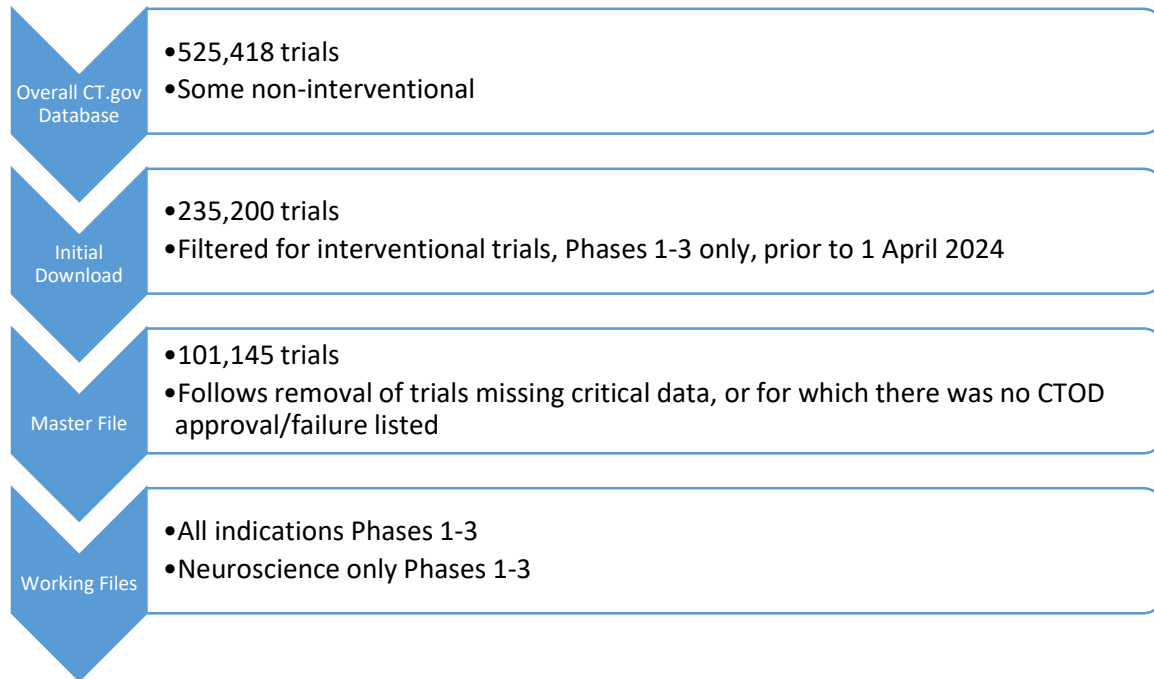 Overall CT.gov
Database
•525,418 trials
•Some non-interventional
Initial
Download
•235,200 trials
•Filtered for interventional trials, Phases 1-3 only, prior to 1 April 2024
Master File
•101,145 trials
•Follows removal of trials missing critical data, or for which there was no CTOD
approval/failure listed
Working Files
•All indications Phases 1-3
•Neuroscience only Phases 1-3